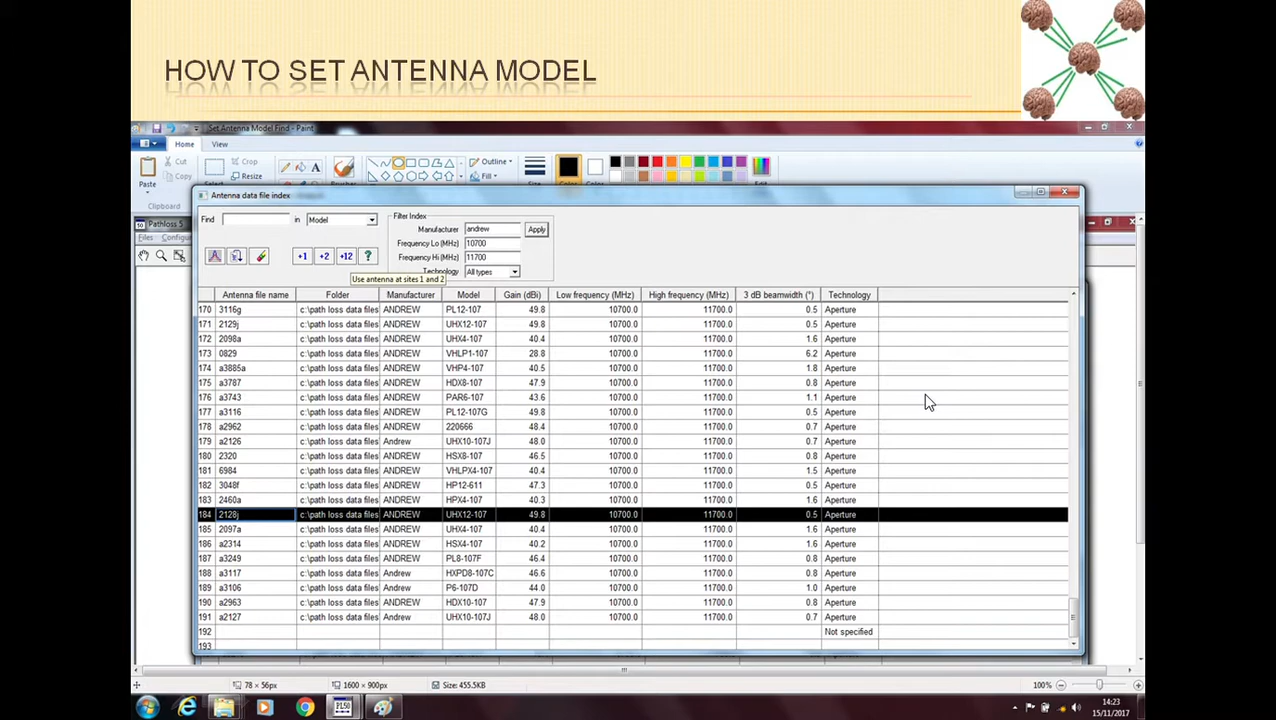 HOW TO SET ANTENNA MODEL
Set Antenna Model Find - Paint
Home View
Cut
Copy
Paste
Clipboard
Crop
Resize
Outline
Fill
Pathloss 5
Files
Antenna data file index
Find in Model
Filter Index
Manufacturer andrew Apply
Frequency Lo (MHz) 10700
Frequency Hi (MHz) 11700
Technology All types
+1 +2 +12 ?
Use antenna at sites 1 and 2
Antenna file name Folder Manufacturer Model Gain (dBi) Low frequency (MHz) High frequency (MHz) 3 dB beamwidth (°) Technology
170 3116g c:\path loss data files ANDREW PL12-107 49.8 10700.0 11700.0 0.5 Aperture
171 2129j c:\path loss data files ANDREW UHX12-107 49.8 10700.0 11700.0 0.5 Aperture
172 2098a c:\path loss data files ANDREW UHX4-107 40.4 10700.0 11700.0 1.6 Aperture
173 0829 c:\path loss data files ANDREW VHLP1-107 28.8 10700.0 11700.0 6.2 Aperture
174 a3885a c:\path loss data files ANDREW VHP4-107 40.5 10700.0 11700.0 1.8 Aperture
175 a3787 c:\path loss data files ANDREW HDX8-107 47.9 10700.0 11700.0 0.8 Aperture
176 a3743 c:\path loss data files ANDREW PAR6-107 43.6 10700.0 11700.0 1.1 Aperture
177 a3116 c:\path loss data files ANDREW PL12-107G 49.8 10700.0 11700.0 0.5 Aperture
178 a2962 c:\path loss data files ANDREW 220666 48.4 10700.0 11700.0 0.7 Aperture
179 a2126 c:\path loss data files Andrew UHX10-107J 48.0 10700.0 11700.0 0.7 Aperture
180 2320 c:\path loss data files ANDREW HSX8-107 46.5 10700.0 11700.0 0.8 Aperture
181 6984 c:\path loss data files ANDREW VHLPX4-107 40.4 10700.0 11700.0 1.5 Aperture
182 3048f c:\path loss data files ANDREW HP12-611 47.3 10700.0 11700.0 0.5 Aperture
183 2460a c:\path loss data files ANDREW HPX4-107 40.3 10700.0 11700.0 1.6 Aperture
184 2128j c:\path loss data files ANDREW UHX12-107 49.8 10700.0 11700.0 0.5 Aperture
185 2097a c:\path loss data files ANDREW UHX4-107 40.4 10700.0 11700.0 1.6 Aperture
186 a2314 c:\path loss data files ANDREW HSX4-107 40.2 10700.0 11700.0 1.6 Aperture
187 a3249 c:\path loss data files ANDREW PL8-107F 46.4 10700.0 11700.0 0.8 Aperture
188 a3117 c:\path loss data files Andrew HXPD8-107C 46.6 10700.0 11700.0 0.8 Aperture
189 a3106 c:\path loss data files Andrew P6-107D 44.0 10700.0 11700.0 1.0 Aperture
190 a2963 c:\path loss data files ANDREW HDX10-107 47.9 10700.0 11700.0 0.8 Aperture
191 a2127 c:\path loss data files Andrew UHX10-107J 48.0 10700.0 11700.0 0.7 Aperture
192 Not specified
193
78 × 56px 1600 × 900px Size: 455.5KB 100%
PL50
14:23
15/11/2017